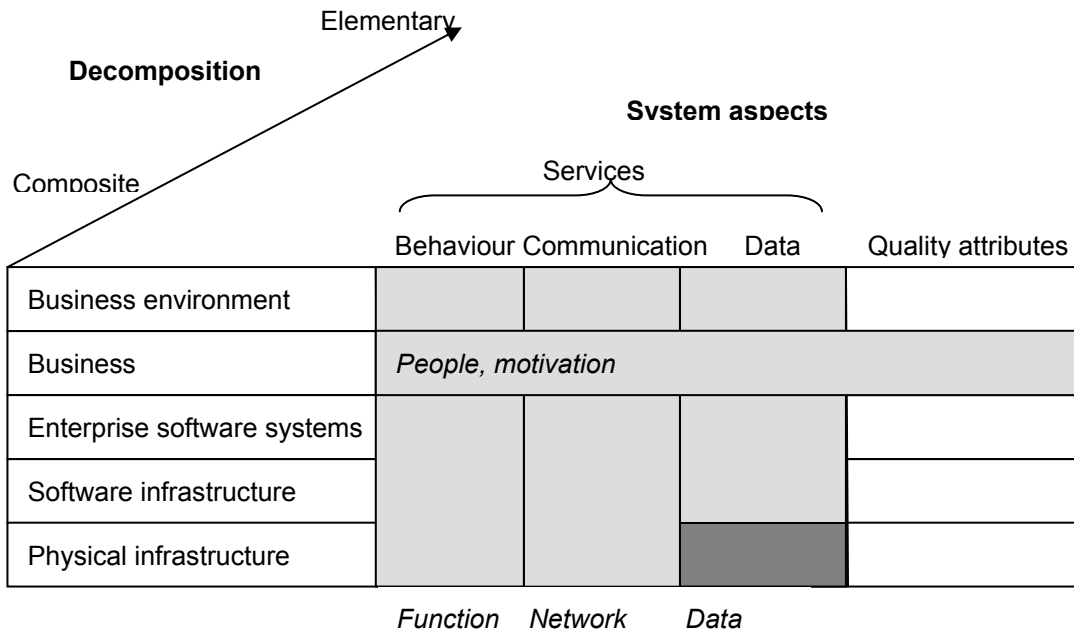 Elementary
Decomposition
System aspects
Composite
Services
Behaviour Communication Data Quality attributes
Business environment
Business People, motivation
Enterprise software systems
Software infrastructure
Physical infrastructure
Function Network Data